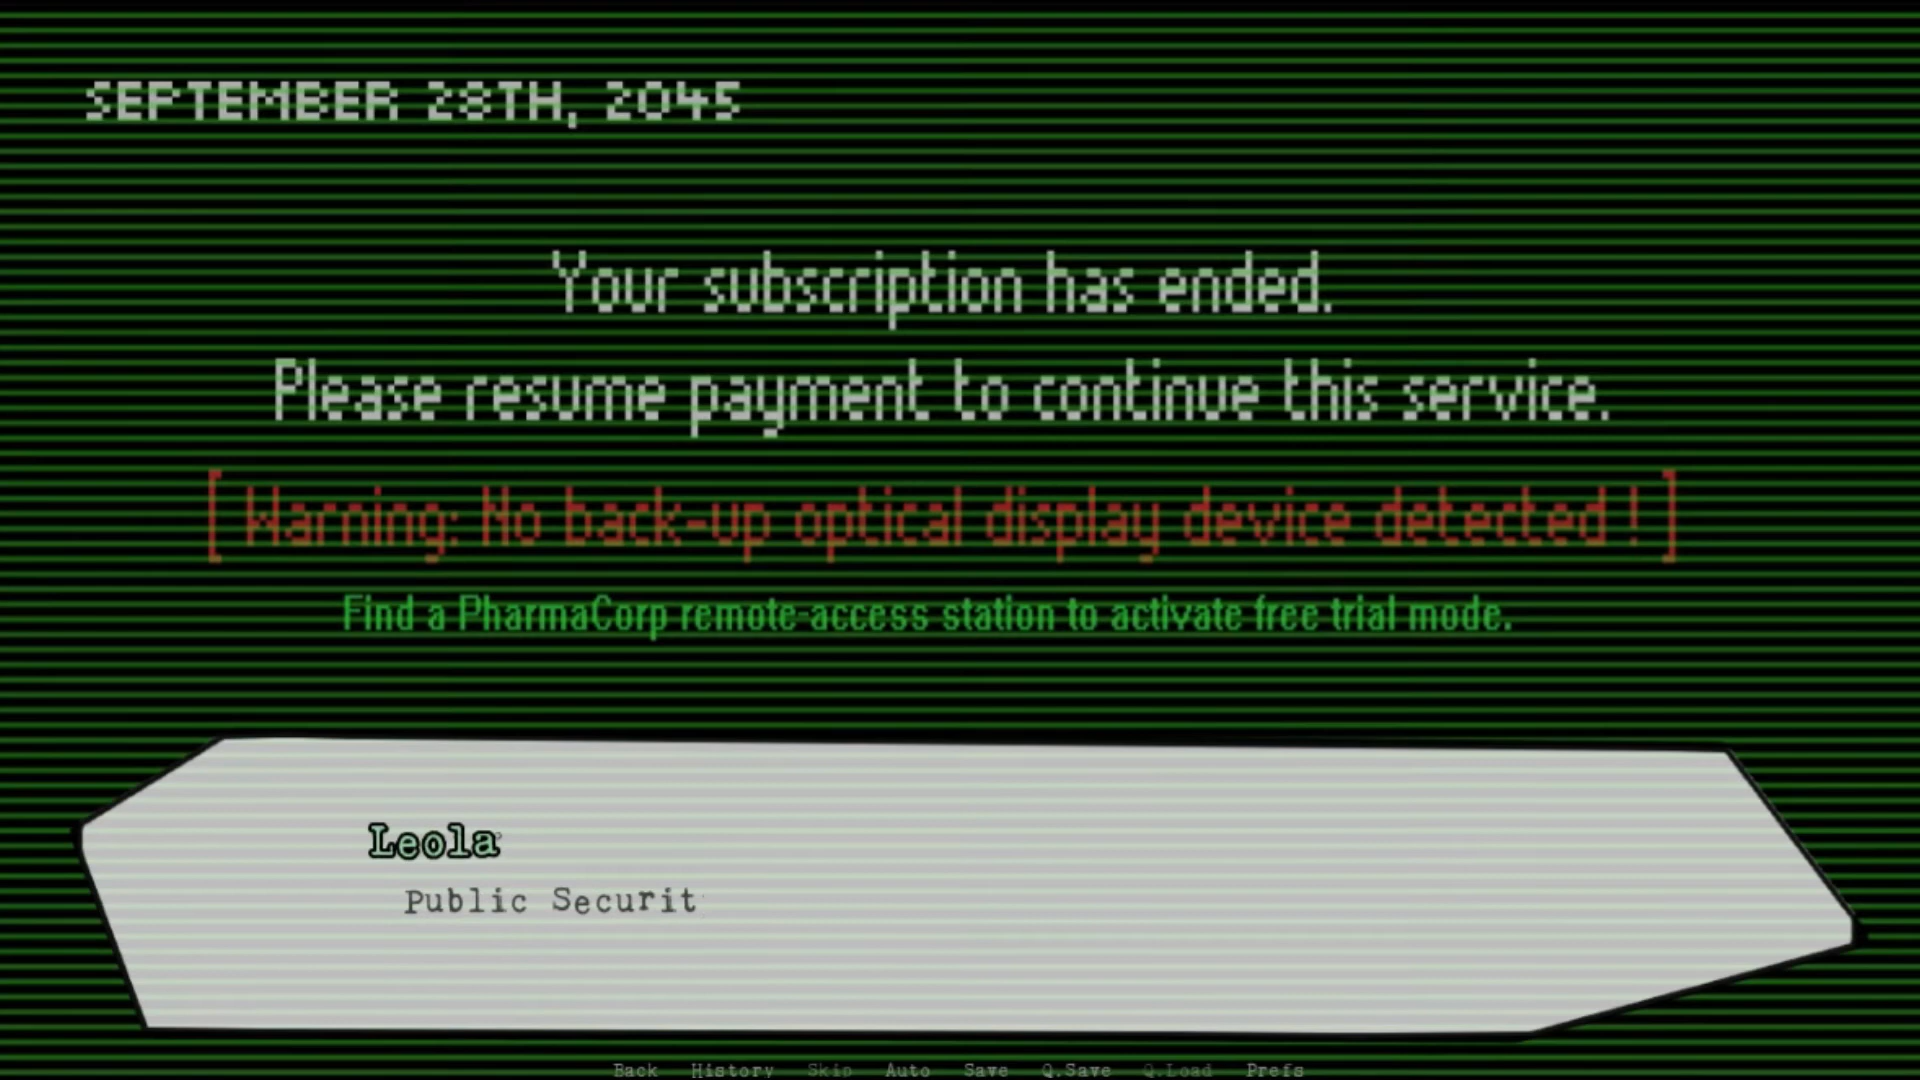 SEPTEMBER 28TH, 2045
Your subscription has ended.
Please resume payment to continue this service.
[ Warning: No back-up optical display device detected! ]
Find a PharmaCorp remote-access station to activate free trial mode.
Leola
Public Securit
Back History Skip Auto Save Q.Save Q.Load Prefs